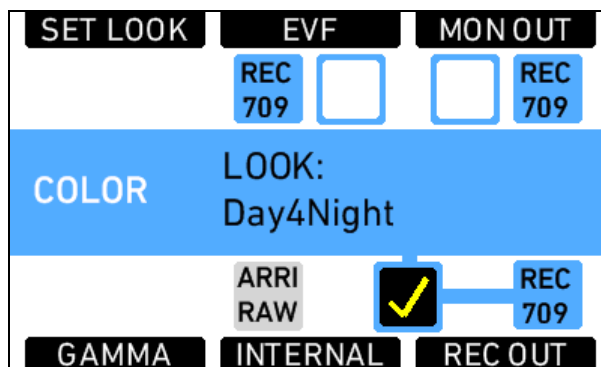 SET LOOK EVF MON OUT
REC REC
709 709
LOOK:
COLOR
Day4Night
ARRI REC
RAW 709
GAMMA INTERNAL REC OUT